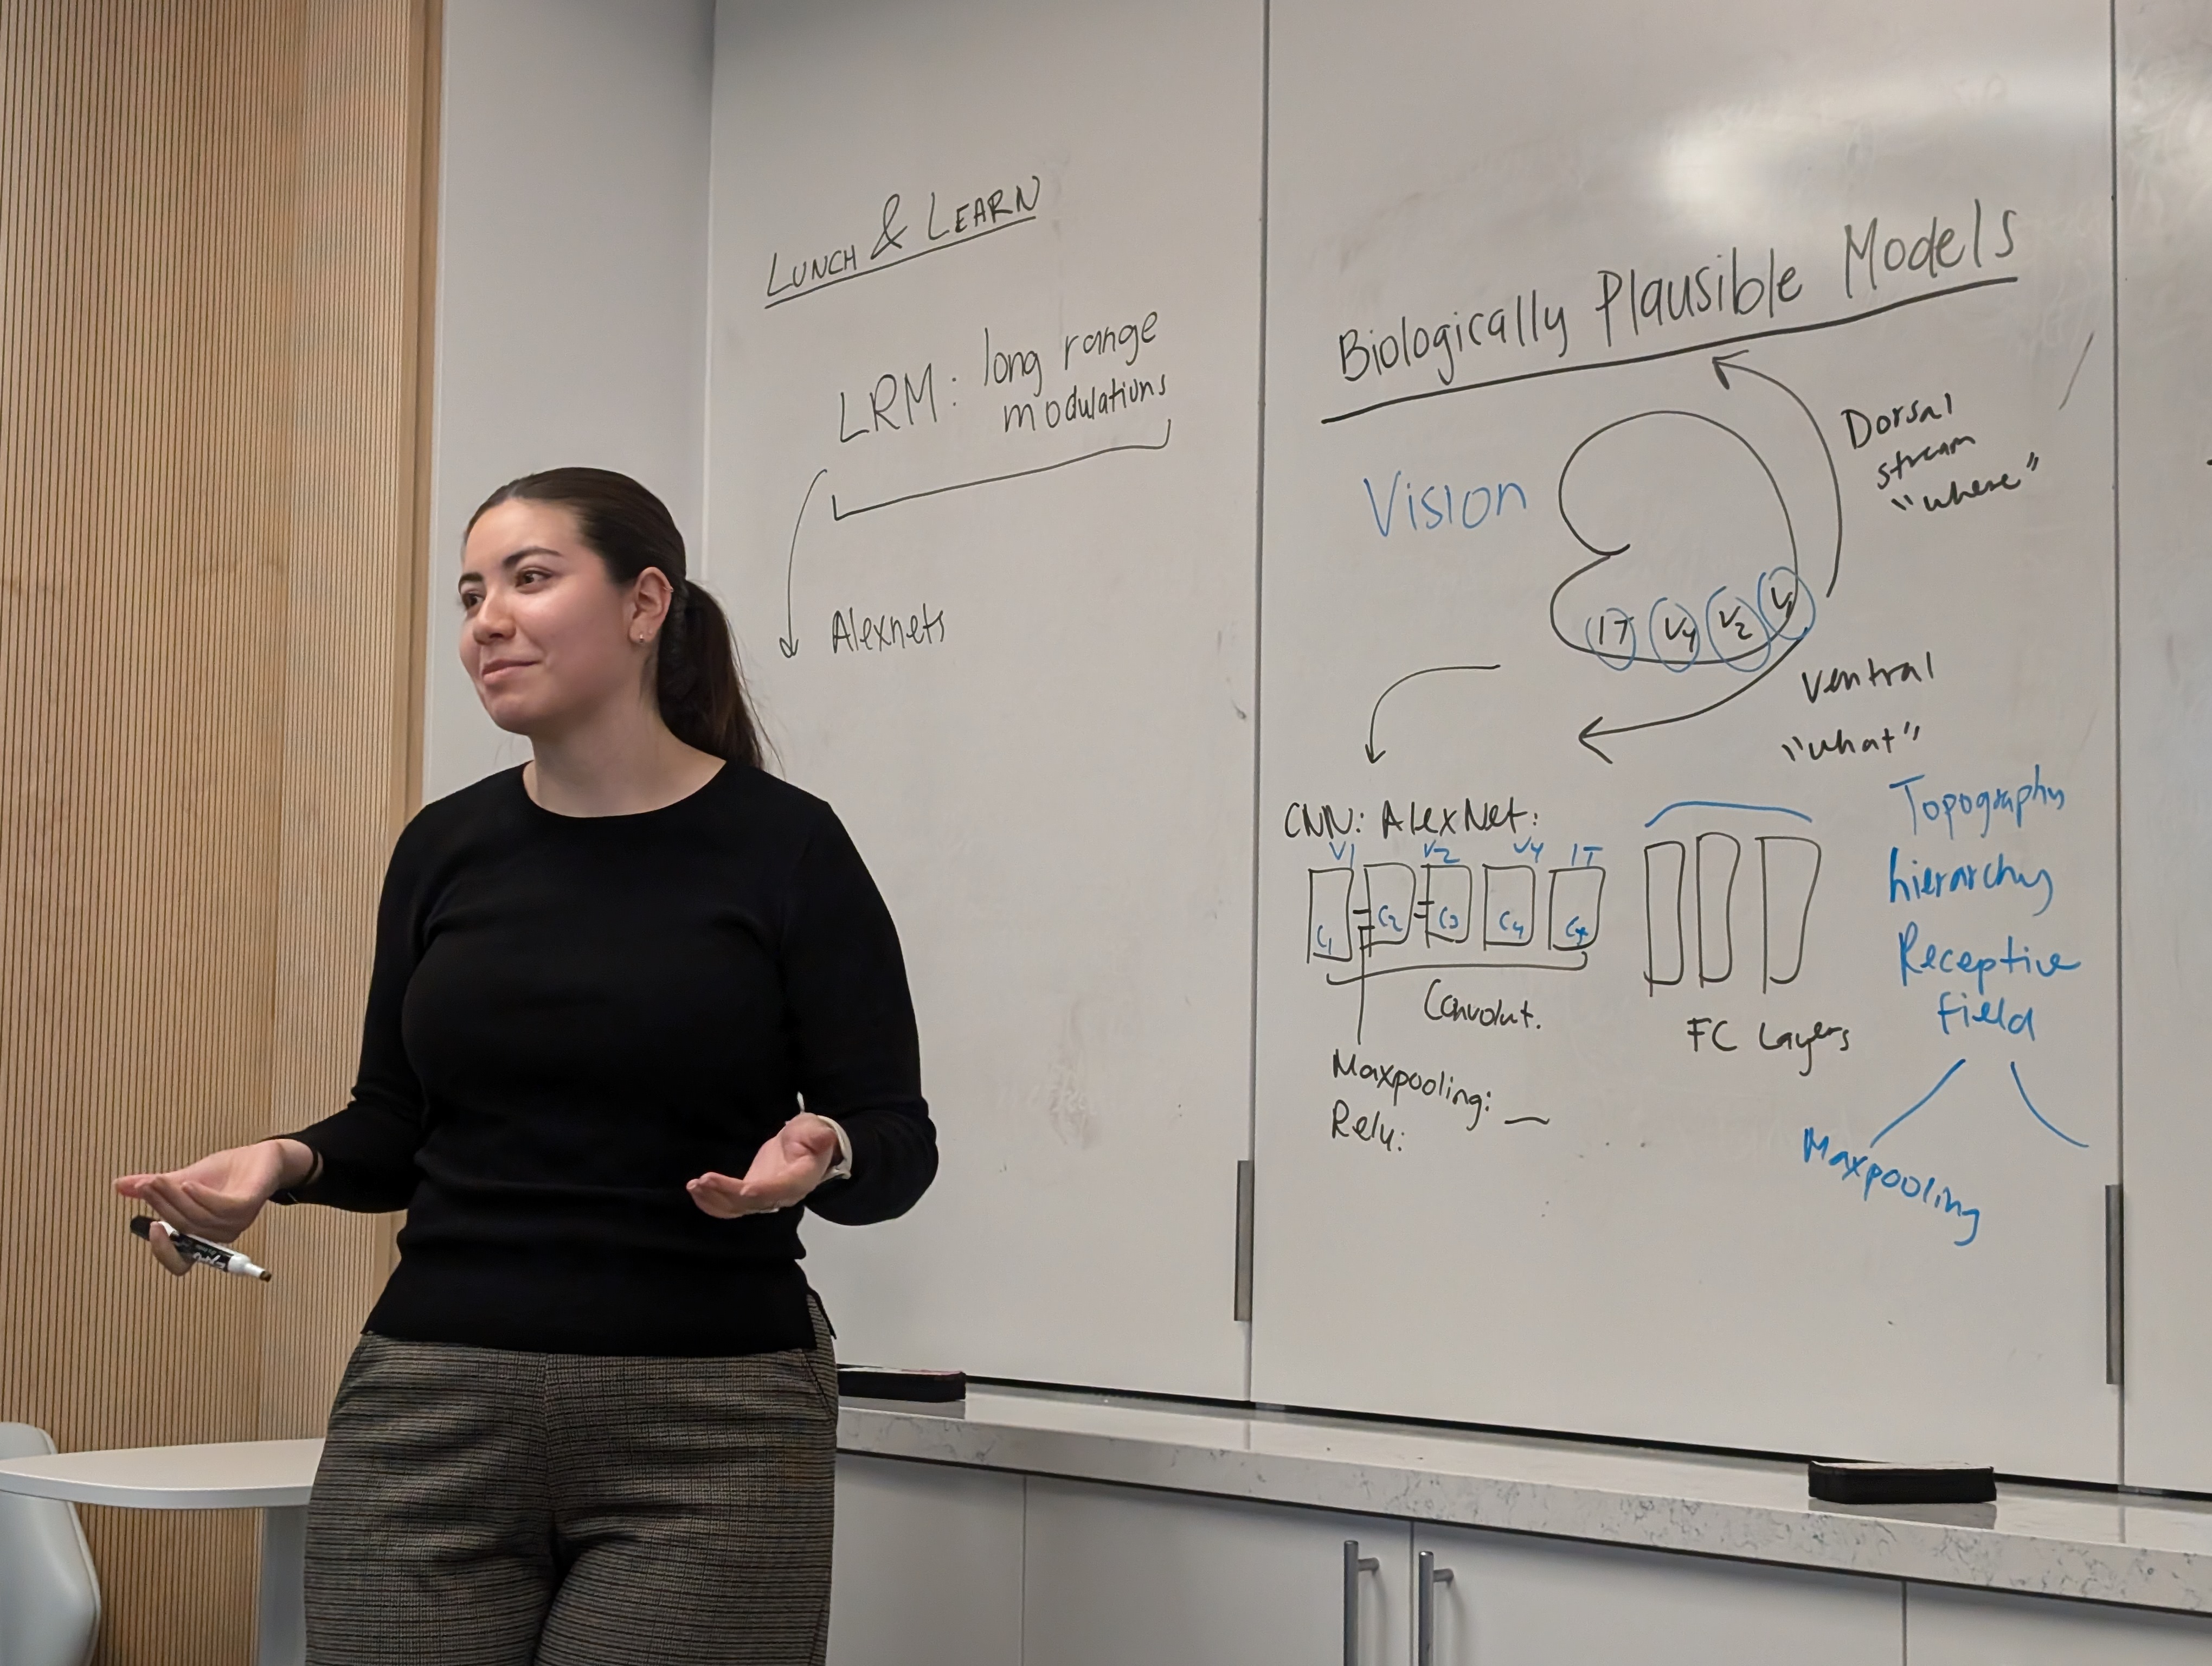 LUNCH & LEARN
LRM: long range
modulations
Alexnets
Biologically Plausible Models
Vision
Dorsal
stream
"where"
IT V4 V2 V1
Ventral
"what"
CNN: AlexNet:
V1 V2 V4 IT
C1 C2 C3 C4
Convolut.
FC Layers
Maxpooling:
Relu:
Topography
hierarchy
Receptive
field
Maxpooling